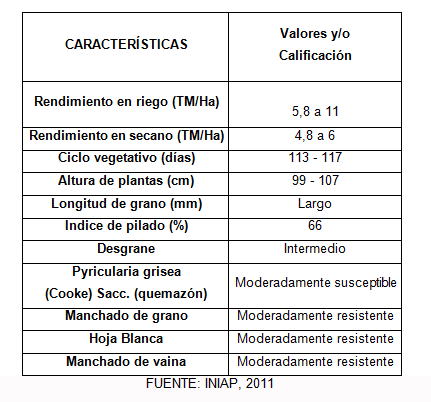 CARACTERÍSTICAS
Valores y/o
Calificación
Rendimiento en riego (TM/Ha)
5,8 a 11
Rendimiento en secano (TM/Ha)
4,8 a 6
Ciclo vegetativo (días)
113 - 117
Altura de plantas (cm)
99 - 107
Longitud de grano (mm)
Largo
Indice de pilado (%)
66
Desgrane
Intermedio
Pyricularia grisea
(Cooke) Sacc. (quemazón)
Moderadamente susceptible
Manchado de grano
Moderadamente resistente
Hoja Blanca
Moderadamente resistente
Manchado de vaina
Moderadamente resistente
FUENTE: INIAP, 2011